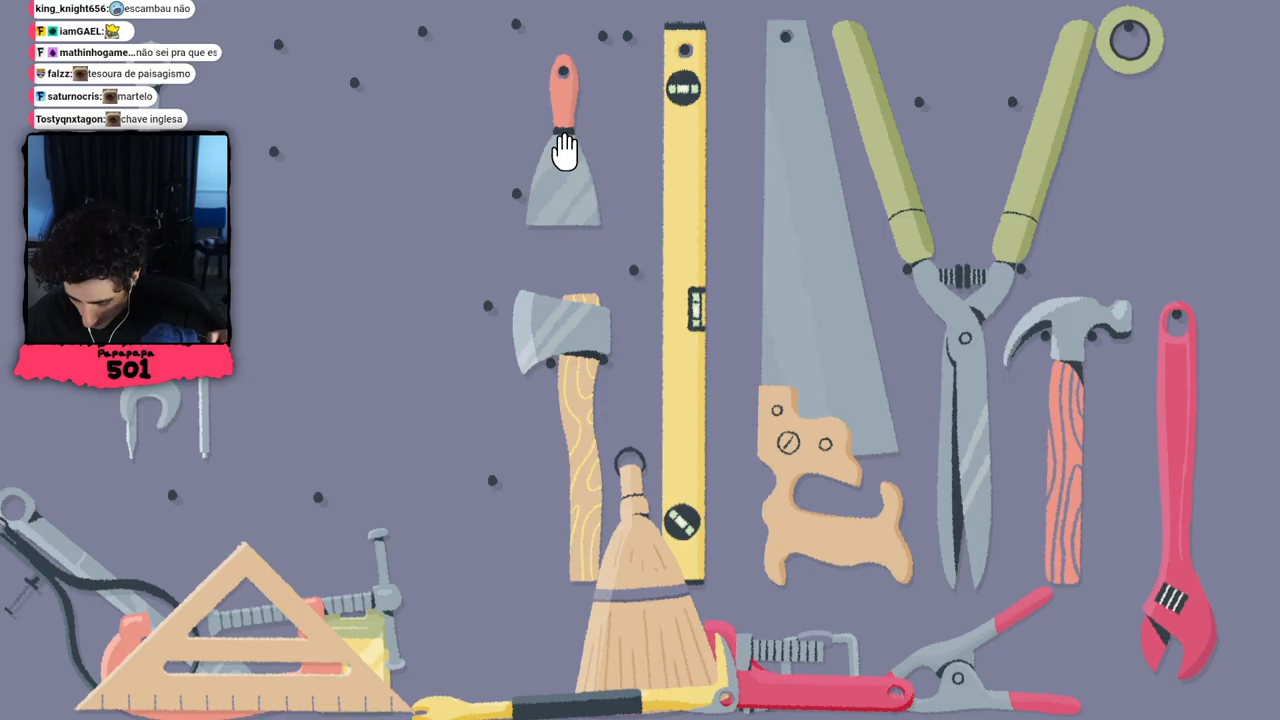 king_knight656: escambau não
iamGAEL:
mathinhogame...não sei pra que es
falzz: tesoura de paisagismo
saturnocris: martelo
Tostyqnxtagon: chave inglesa
Papapapa
501